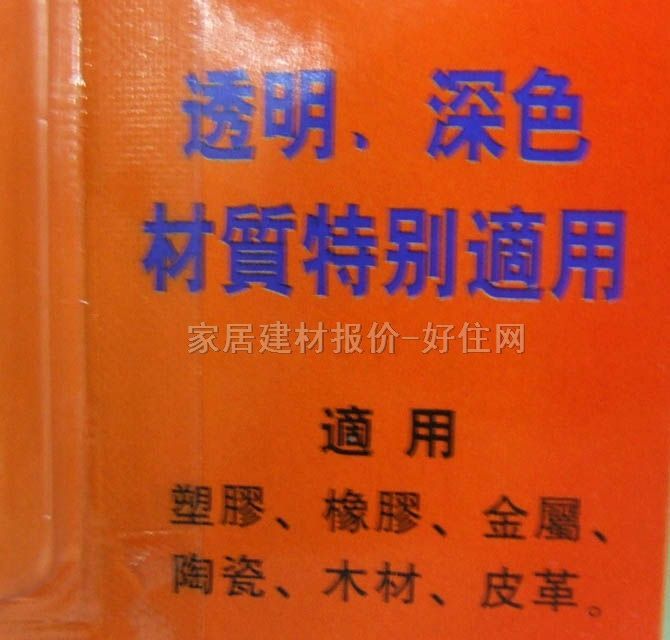 透明、深色
材質特别適用
家居建材报价-好住网
適用
塑膠、橡膠、金屬、
陶瓷、木材、皮革。